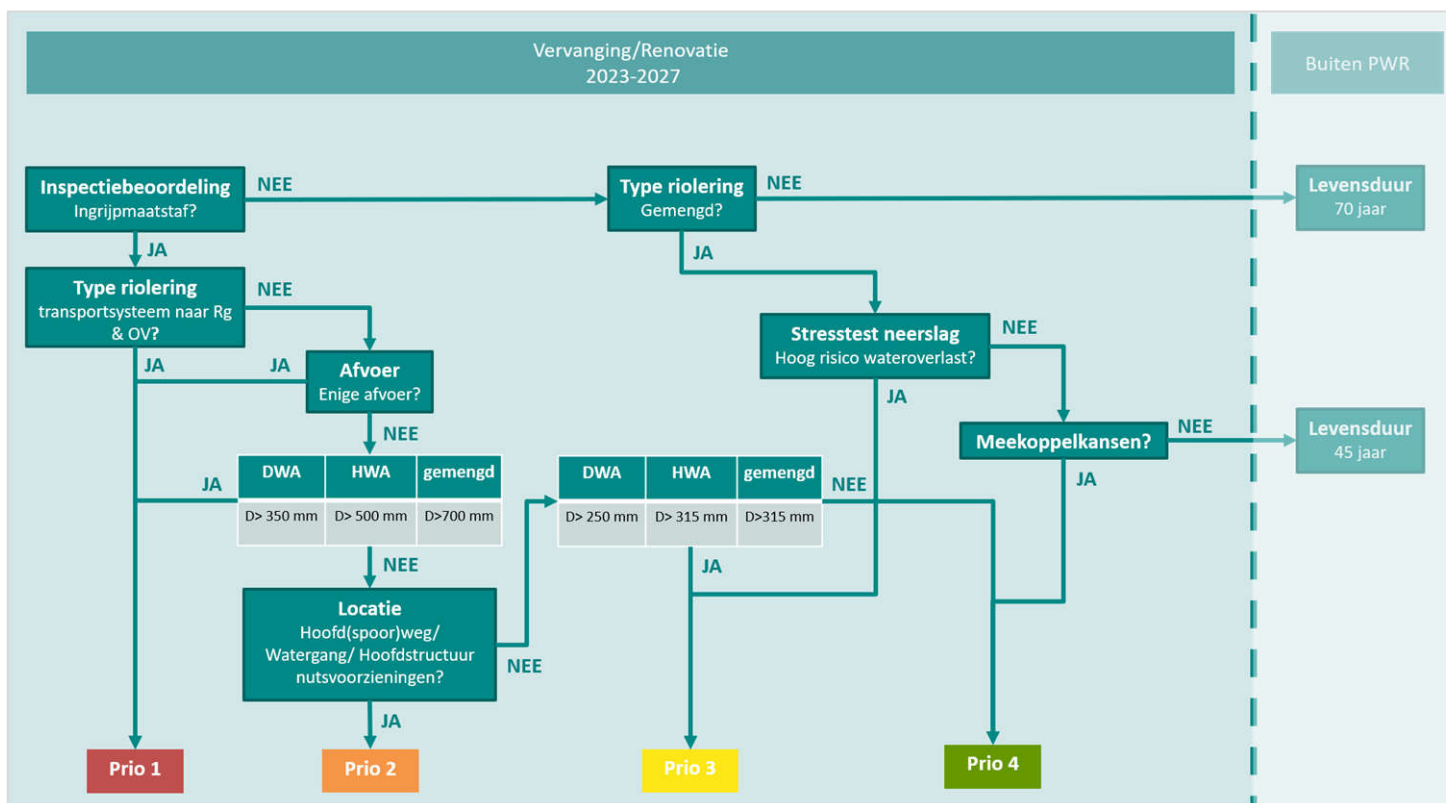 Vervanging/Renovatie
2023-2027
Buiten PWR
Inspectiebeoordeling
Ingrijpmaatstaf?
NEE
Type riolering
Gemengd?
NEE
Levensduur
70 jaar
JA
JA
Type riolering
transportsysteem naar Rg
& OV?
NEE
Stresstest neerslag
Hoog risico wateroverlast?
NEE
JA
JA
Afvoer
Enige afvoer?
JA
NEE
Meekoppelkansen?
NEE
Levensduur
45 jaar
JA
DWA
HWA
gemengd
D> 350 mm
D> 500 mm
D>700 mm
DWA
HWA
gemengd
D> 250 mm
D> 315 mm
D>315 mm
NEE
JA
NEE
JA
Locatie
Hoofd(spoor)weg/
Watergang/ Hoofdstructuur
nutsvoorzieningen?
NEE
JA
Prio 1
Prio 2
Prio 3
Prio 4